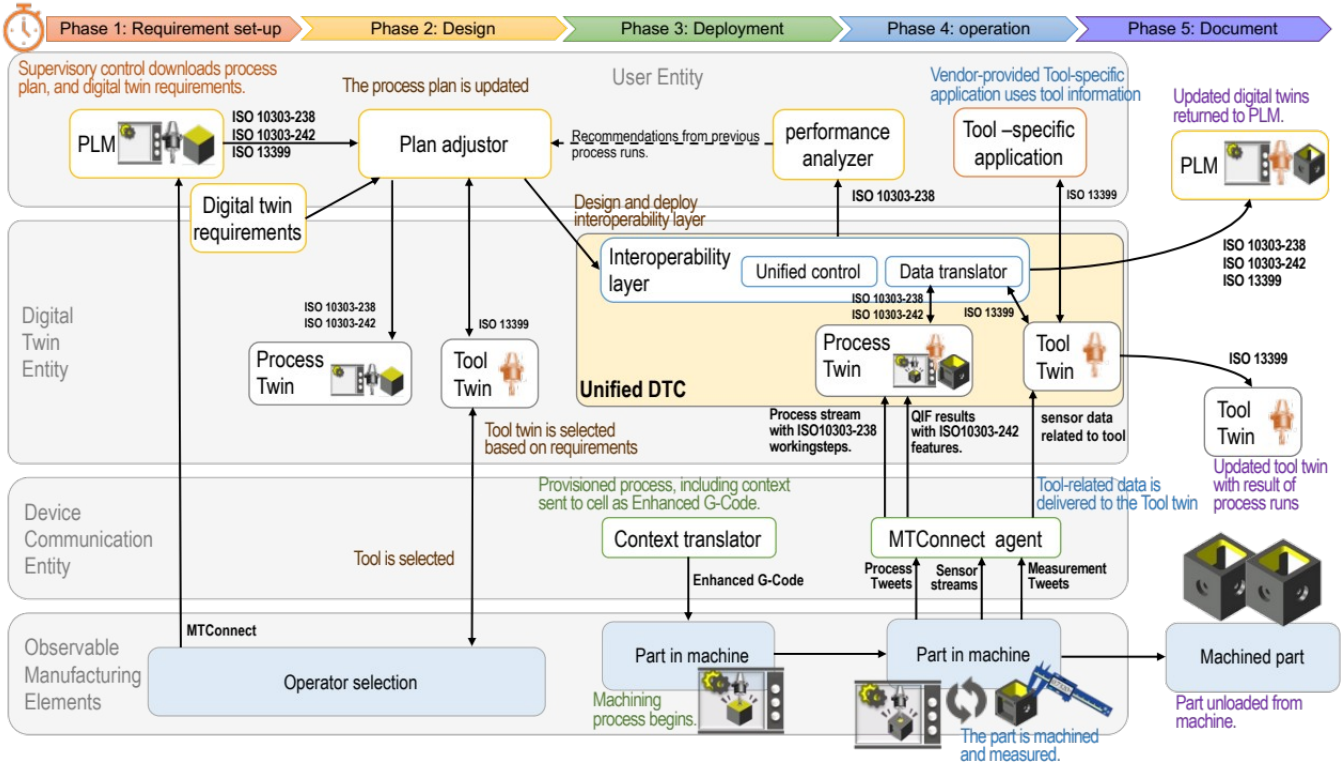 Phase 1: Requirement set-up
Phase 2: Design
Phase 3: Deployment
Phase 4: operation
Phase 5: Document
User Entity
Supervisory control downloads process
plan, and digital twin requirements.
PLM
ISO 10303-238
ISO 10303-242
ISO 13399
The process plan is updated
Plan adjustor
Recommendations from previous
process runs.
performance
analyzer
Vendor-provided Tool-specific
application uses tool information
Tool –specific
application
Updated digital twins
returned to PLM.
PLM
Digital twin
requirements
Design and deploy
interoperability layer
ISO 10303-238
ISO 13399
ISO 10303-238
ISO 10303-242
ISO 13399
Digital
Twin
Entity
Interoperability
layer
Unified control
Data translator
ISO 10303-238
ISO 10303-242
ISO 13399
ISO 10303-238
ISO 10303-242
ISO 13399
Process
Twin
Tool
Twin
Process
Twin
Tool
Twin
Unified DTC
ISO 13399
Tool
Twin
Tool twin is selected
based on requirements
Process stream
with ISO10303-238
workingsteps.
QIF results
with ISO10303-242
features.
sensor data
related to tool
Updated tool twin
with result of
process runs
Device
Communication
Entity
Provisioned process, including context
sent to cell as Enhanced G-Code.
Tool-related data is
delivered to the Tool twin
Context translator
MTConnect agent
Tool is selected
Enhanced G-Code
Process
Tweets
Sensor
streams
Measurement
Tweets
Observable
Manufacturing
Elements
MTConnect
Operator selection
Part in machine
Part in machine
Machined part
Machining
process begins.
The part is machined
and measured.
Part unloaded from
machine.